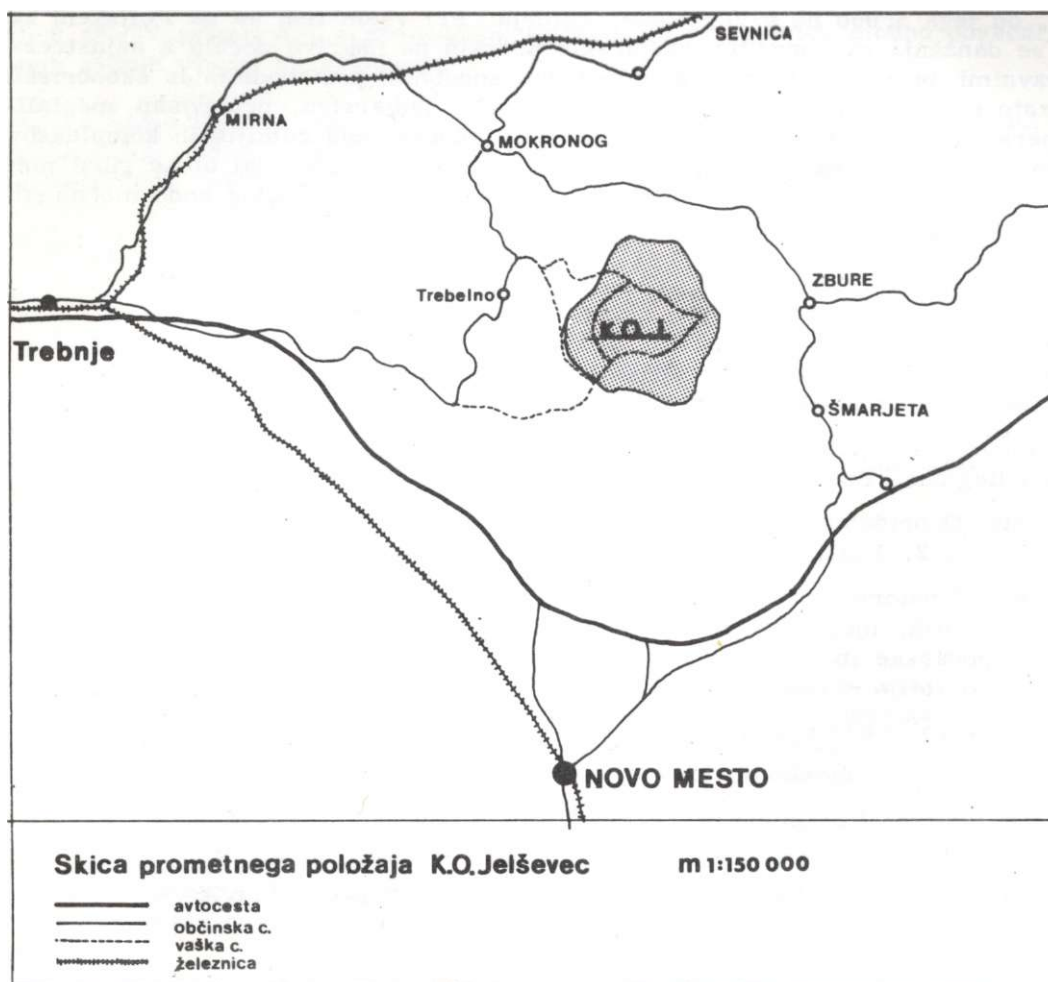 SEVNICA
MIRNA
MOKRONOG
ZBURE
Trebelno
K.O.J.
Trebnje
ŠMARJETA
NOVO MESTO
Skica prometnega položaja K.O.Jelševec m 1:150 000
avtocesta
občinska c.
vaška c.
železnica